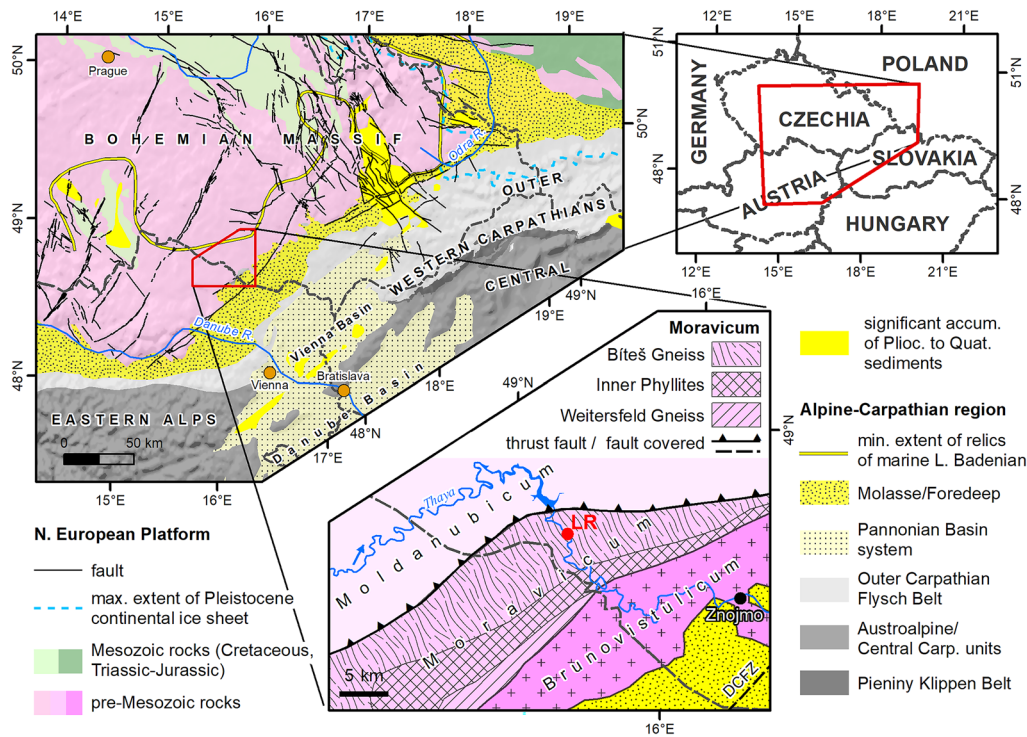 14°E 15°E 16°E 17°E 18°E 19°E
50°N
49°N
48°N
50°N
Prague
BOHEMIAN MASSIF
Odra R.
OUTER
WESTERN CARPATHIANS
CENTRAL
49°N
19°E
Danube R.
Vienna Basin
Vienna
Bratislava
18°E
Danube Basin
48°N
17°E
EASTERN ALPS
0 50 km
15°E 16°E
12°E 15°E 18°E 21°E
51°N
48°N
51°N
48°N
POLAND
GERMANY
CZECHIA
SLOVAKIA
AUSTRIA
HUNGARY
12°E 15°E 18°E 21°E
16°E
49°N
49°N
Moravicum
Bíteš Gneiss
Inner Phyllites
Weitersfeld Gneiss
thrust fault / fault covered
Thaya
Moldanubicum
LR
Moravicum
Brunovistulicum
Znojmo
DCFZ
5 km
16°E
N. European Platform
fault
max. extent of Pleistocene
continental ice sheet
Mesozoic rocks (Cretaceous,
Triassic-Jurassic)
pre-Mesozoic rocks
significant accum.
of Plioc. to Quat.
sediments
Alpine-Carpathian region
min. extent of relics
of marine L. Badenian
Molasse/Foredeep
Pannonian Basin
system
Outer Carpathian
Flysch Belt
Austroalpine/
Central Carp. units
Pieniny Klippen Belt